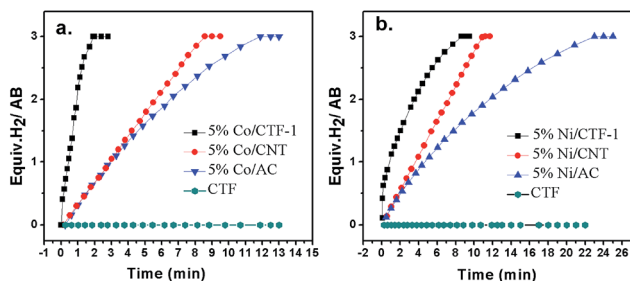 a.
Equiv.H2/ AB
3
2
1
0
5% Co/CTF-1
5% Co/CNT
5% Co/AC
CTF
-1 0 1 2 3 4 5 6 7 8 9 10 11 12 13 14 15
Time (min)
b.
Equiv.H2/ AB
3
2
1
0
5% Ni/CTF-1
5% Ni/CNT
5% Ni/AC
CTF
-2 0 2 4 6 8 10 12 14 16 18 20 22 24 26
Time (min)